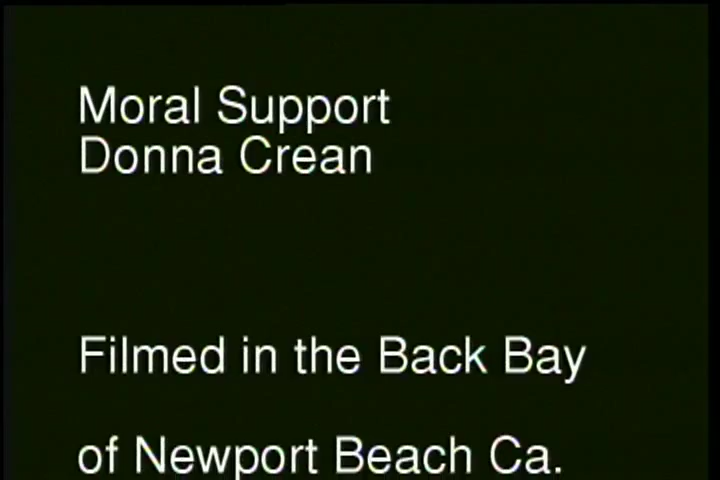 Moral Support
Donna Crean
Filmed in the Back Bay
of Newport Beach Ca.